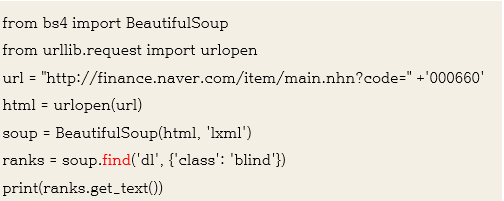 from bs4 import BeautifulSoup
from urllib.request import urlopen
url = "http://finance.naver.com/item/main.nhn?code=" +'000660'
html = urlopen(url)
soup = BeautifulSoup(html, 'lxml')
ranks = soup.find('dl', {'class': 'blind'})
print(ranks.get_text())